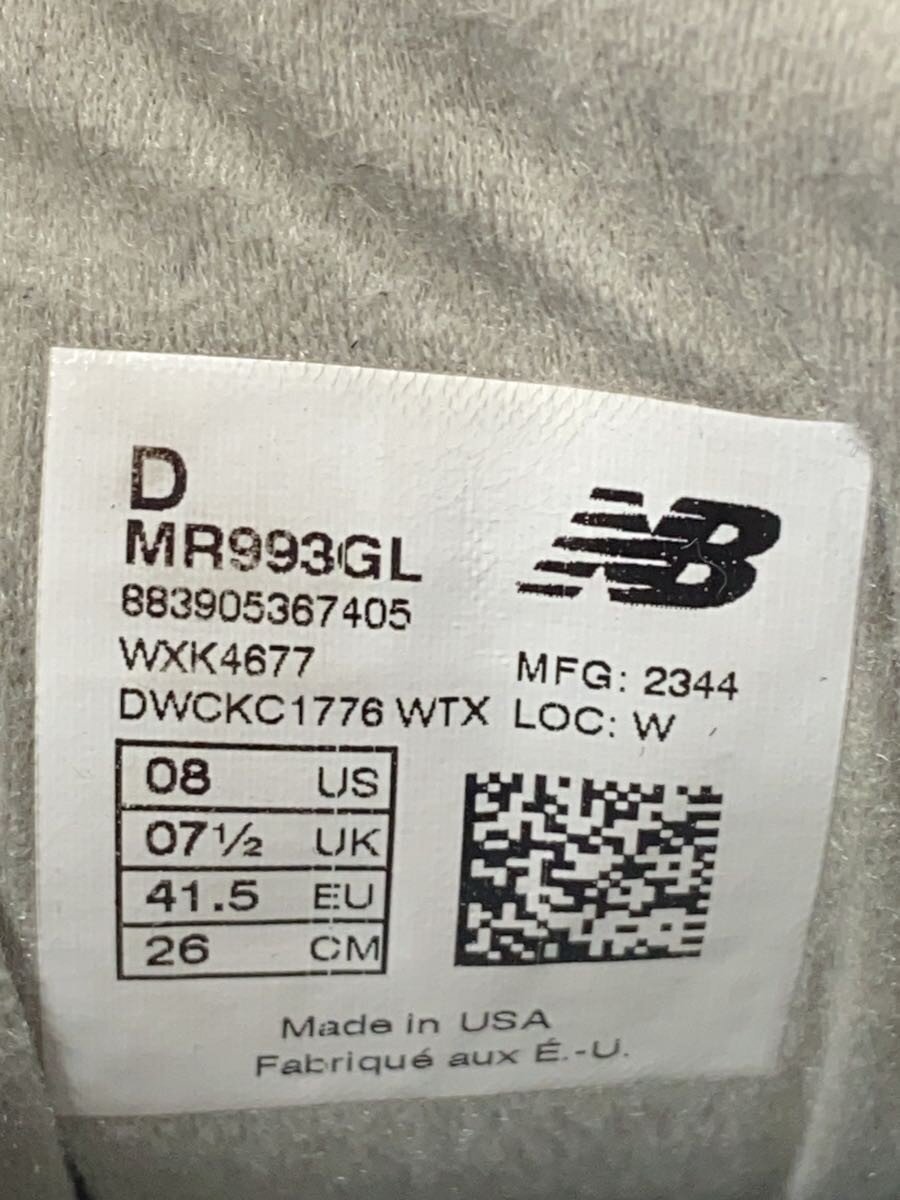 D
MR993GL
883905367405
WXK4677
DWCKC1776 WTX
NB
MFG: 2344
LOC: W
08 US
07½ UK
41.5 EU
26 CM
Made in USA
Fabriqué aux É.-U.